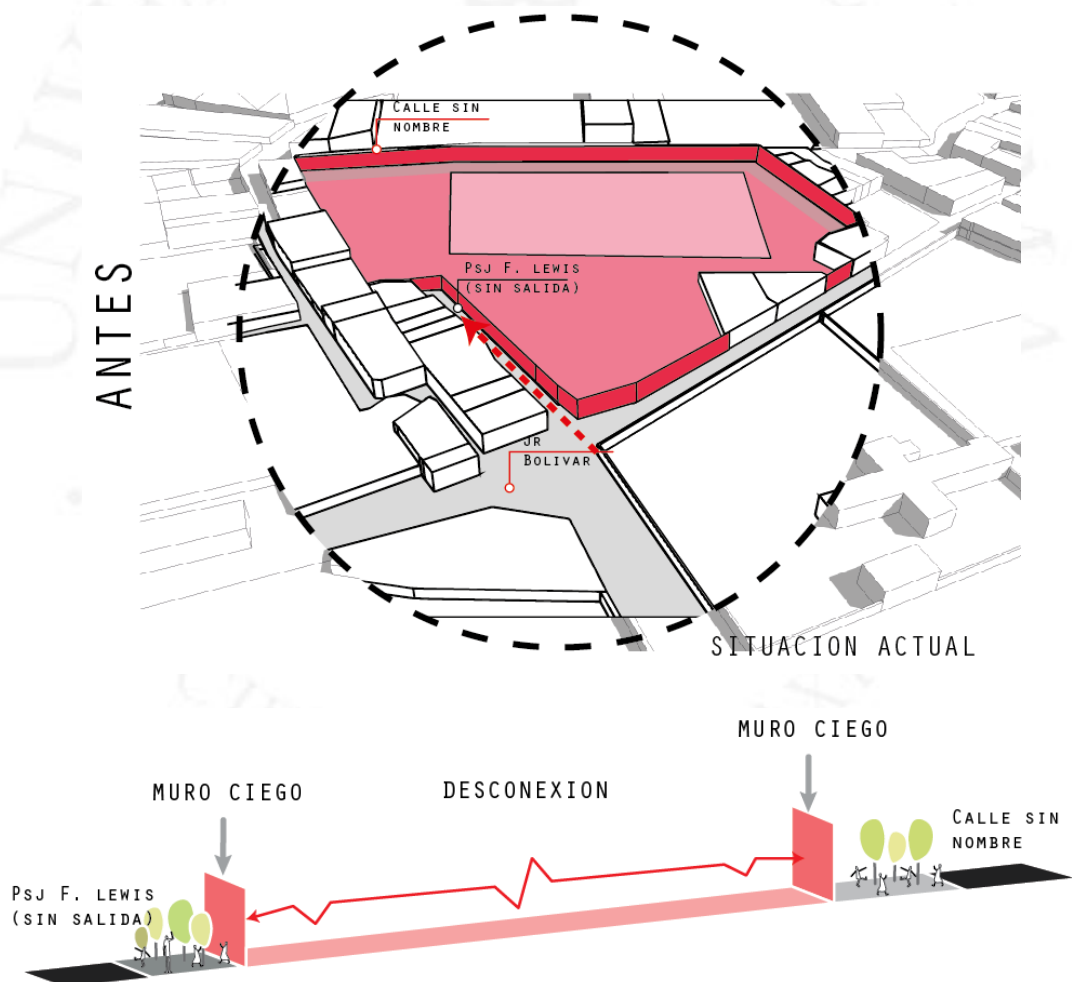 CALLE SIN
NOMBRE
ANTES
PSJ F. LEWIS
(SIN SALIDA)
JR
BOLIVAR
SITUACION ACTUAL
MURO CIEGO
MURO CIEGO
DESCONEXION
CALLE SIN
NOMBRE
PSJ F. LEWIS
(SIN SALIDA)